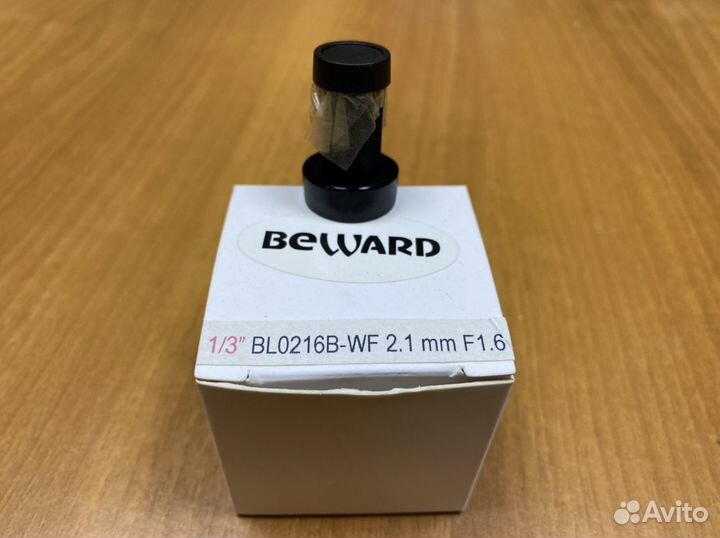 BEWARD
1/3" BL0216B-WF 2.1 mm F1.6
Avito